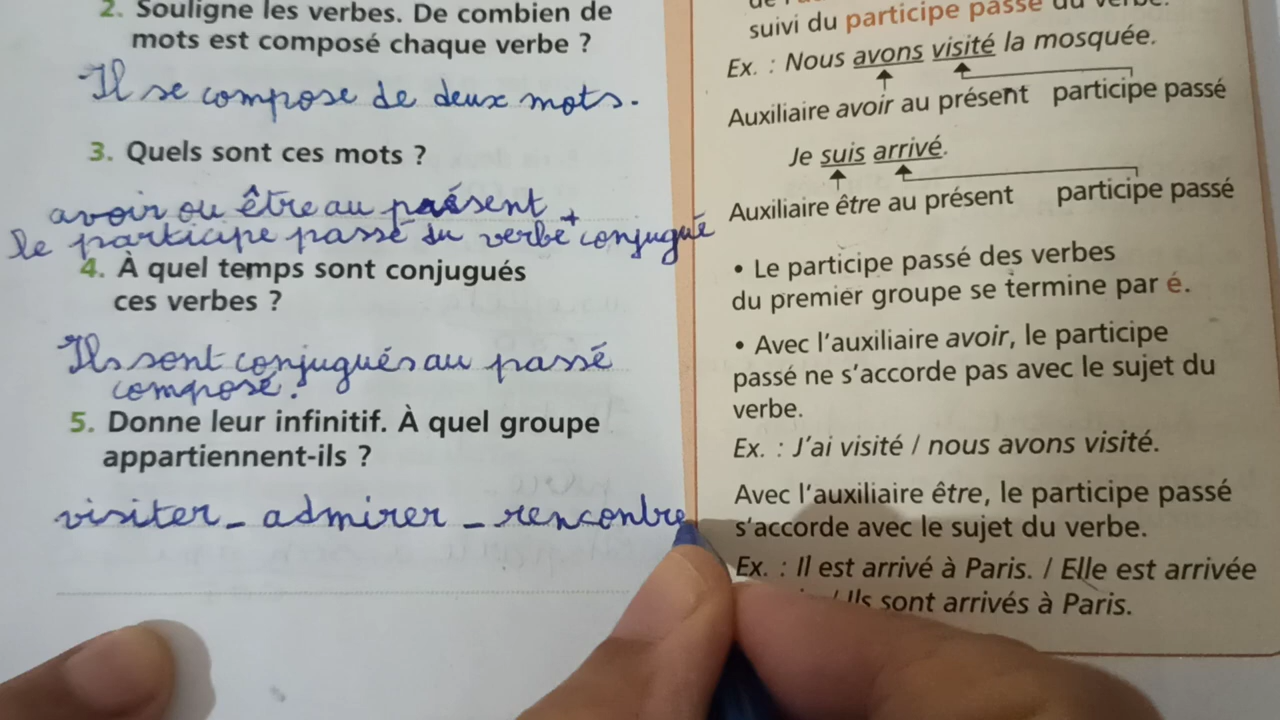 2. Souligne les verbes. De combien de
mots est composé chaque verbe ?
Il se compose de deux mots.
3. Quels sont ces mots ?
avoir ou être au présent +
le participe passé du verbe conjugué
4. À quel temps sont conjugués
ces verbes ?
Ils sont conjugués au passé
composé.
5. Donne leur infinitif. À quel groupe
appartiennent-ils ?
visiter - admirer - rencontre
suivi du participe passé du verbe.
Ex. : Nous avons visité la mosquée.
Auxiliaire avoir au présent participe passé
Je suis arrivé.
Auxiliaire être au présent participe passé
• Le participe passé des verbes
du premier groupe se termine par é.
• Avec l'auxiliaire avoir, le participe
passé ne s'accorde pas avec le sujet du
verbe.
Ex. : J'ai visité / nous avons visité.
Avec l'auxiliaire être, le participe passé
s'accorde avec le sujet du verbe.
Ex. : Il est arrivé à Paris. / Elle est arrivée
/ Ils sont arrivés à Paris.